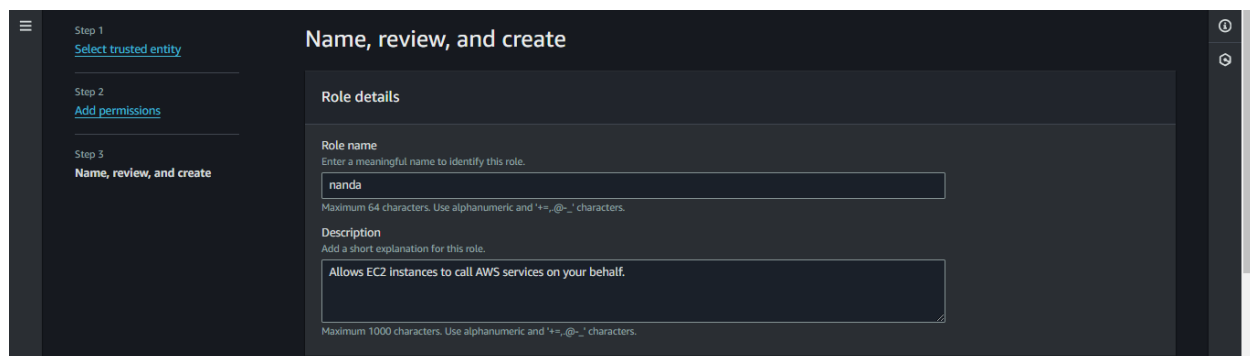 Step 1
Select trusted entity
Step 2
Add permissions
Step 3
Name, review, and create
Name, review, and create
Role details
Role name
Enter a meaningful name to identify this role.
nanda
Maximum 64 characters. Use alphanumeric and '+=,.@-_' characters.
Description
Add a short explanation for this role.
Allows EC2 instances to call AWS services on your behalf.
Maximum 1000 characters. Use alphanumeric and '+=,.@-_' characters.